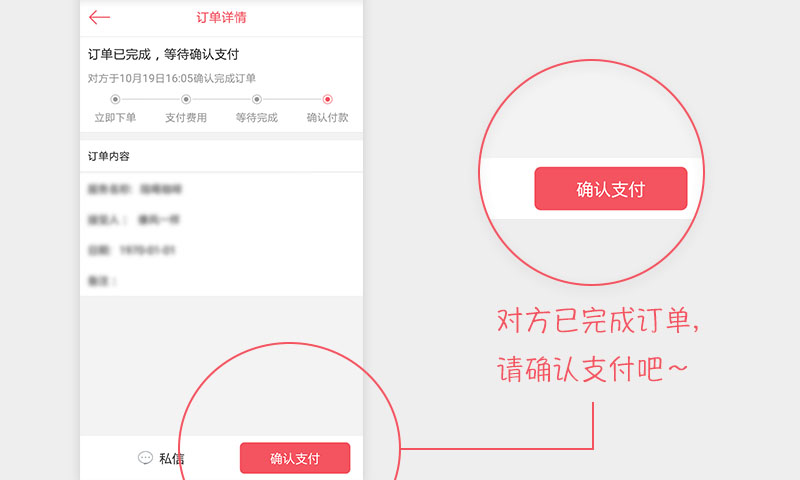 订单详情
订单已完成，等待确认支付
对方于10月19日16:05确认完成订单
立即下单 支付费用 等待完成 确认付款
订单内容
日期: 1970-01-01
备注：
私信 确认支付
确认支付
对方已完成订单,
请确认支付吧~